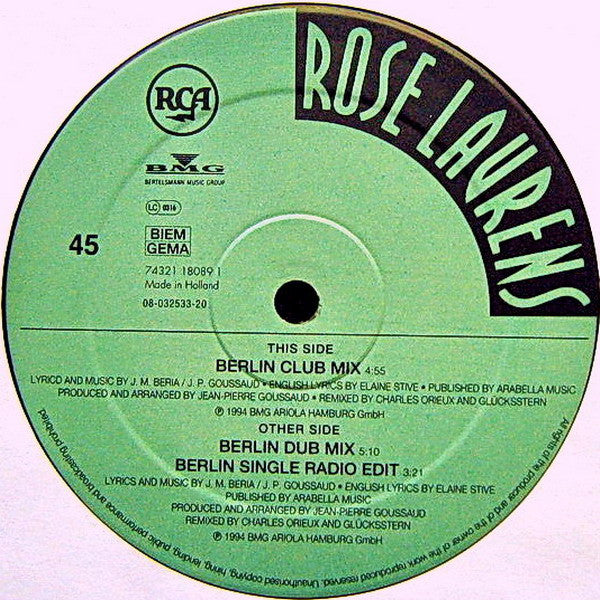 ROSE LAURENS
RCA
BMG
BERTELSMANN MUSIC GROUP
LC 0316
BIEM
GEMA
45
74321 18089 1
Made in Holland
08-032533-20
THIS SIDE
BERLIN CLUB MIX 4:55
LYRICD AND MUSIC BY J. M. BERIA / J. P. GOUSSAUD • ENGLISH LYRICS BY ELAINE STIVE • PUBLISHED BY ARABELLA MUSIC
PRODUCED AND ARRANGED BY JEAN-PIERRE GOUSSAUD • REMIXED BY CHARLES ORIEUX AND GLÜCKSSTERN
℗ 1994 BMG ARIOLA HAMBURG GmbH
OTHER SIDE
BERLIN DUB MIX 5:10
BERLIN SINGLE RADIO EDIT 3:21
LYRICS AND MUSIC BY J. M. BERIA / J. P. GOUSSAUD • ENGLISH LYRICS BY ELAINE STIVE
PUBLISHED BY ARABELLA MUSIC
PRODUCED AND ARRANGED BY JEAN-PIERRE GOUSSAUD
REMIXED BY CHARLES ORIEUX AND GLÜCKSSTERN
℗ 1994 BMG ARIOLA HAMBURG GmbH
All rights of the producer and of the owner of the work reproduced reserved. Unauthorised copying, hiring, lending, public performance and broadcasting prohibited.